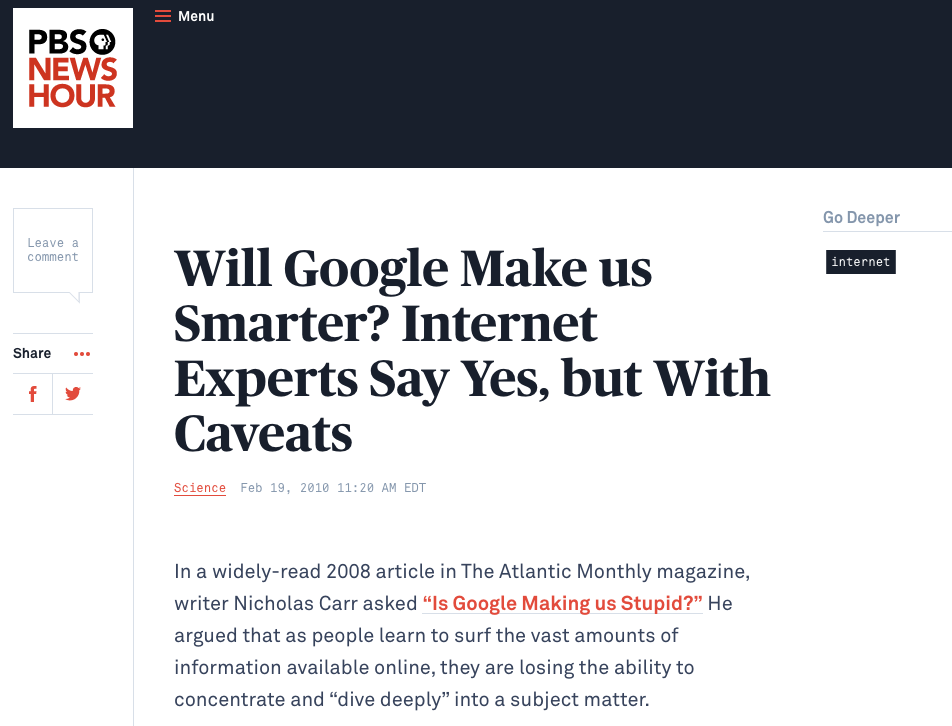 PBS
NEWS
HOUR
Menu
Leave a
comment
Share
Go Deeper
internet
Will Google Make us
Smarter? Internet
Experts Say Yes, but With
Caveats
Science Feb 19, 2010 11:20 AM EDT
In a widely-read 2008 article in The Atlantic Monthly magazine,
writer Nicholas Carr asked “Is Google Making us Stupid?” He
argued that as people learn to surf the vast amounts of
information available online, they are losing the ability to
concentrate and “dive deeply” into a subject matter.